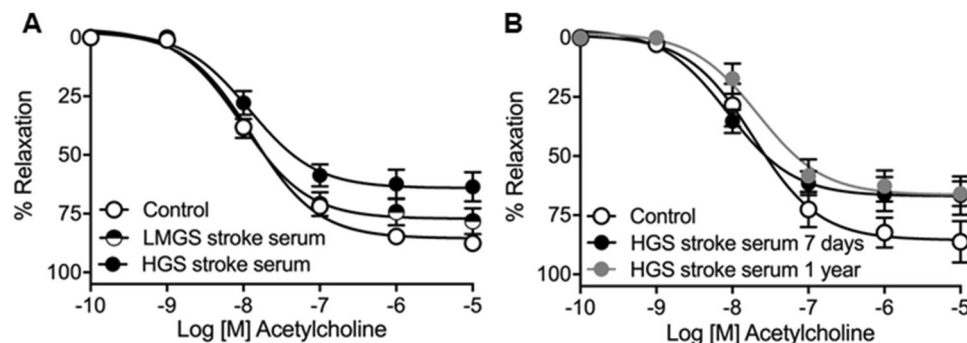 A
% Relaxation
0
25
50
75
100
Control
LMGS stroke serum
HGS stroke serum
-10 -9 -8 -7 -6 -5
Log [M] Acetylcholine
B
% Relaxation
0
25
50
75
100
Control
HGS stroke serum 7 days
HGS stroke serum 1 year
-10 -9 -8 -7 -6 -5
Log [M] Acetylcholine